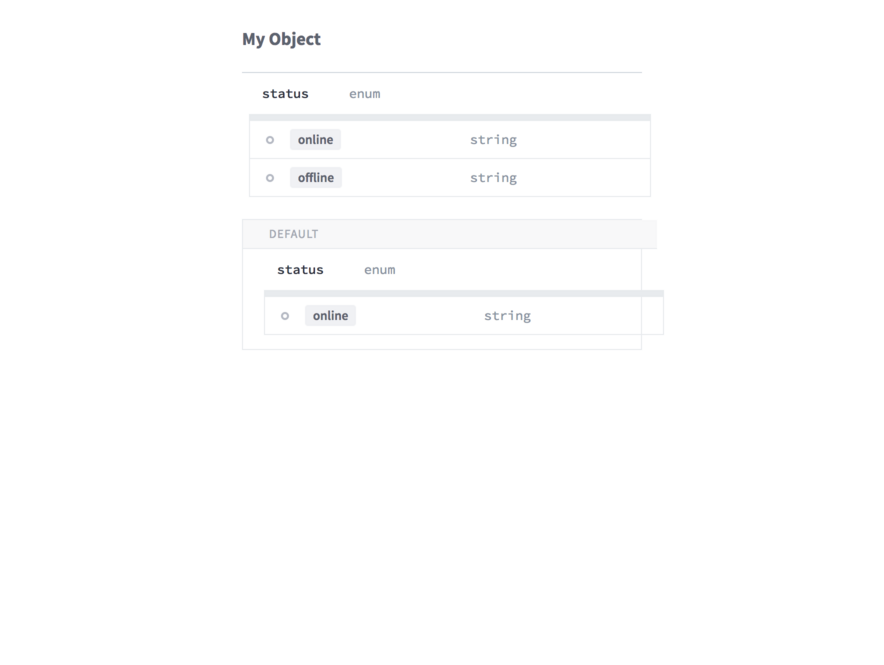 My Object
status enum
online string
offline string
DEFAULT
status enum
online string